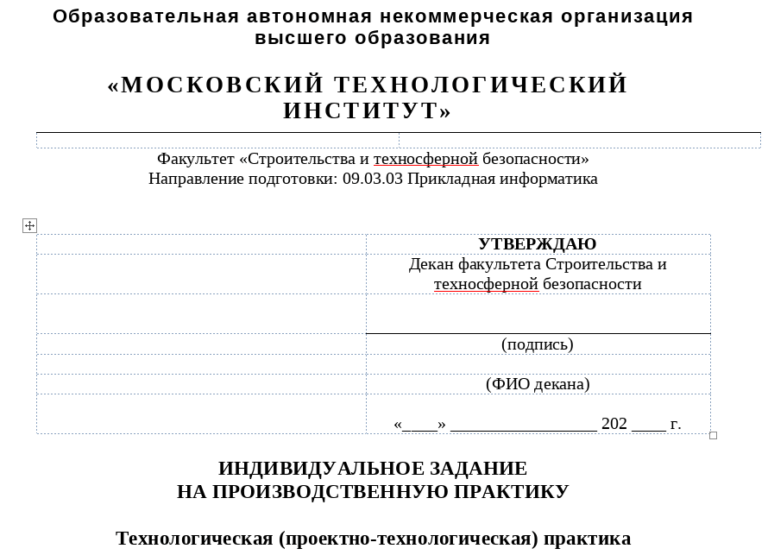 Образовательная автономная некоммерческая организация
высшего образования
«МОСКОВСКИЙ ТЕХНОЛОГИЧЕСКИЙ
ИНСТИТУТ»
Факультет «Строительства и техносферной безопасности»
Направление подготовки: 09.03.03 Прикладная информатика
УТВЕРЖДАЮ
Декан факультета Строительства и
техносферной безопасности
(подпись)
(ФИО декана)
«____» _________________ 202 ____ г.
ИНДИВИДУАЛЬНОЕ ЗАДАНИЕ
НА ПРОИЗВОДСТВЕННУЮ ПРАКТИКУ
Технологическая (проектно-технологическая) практика